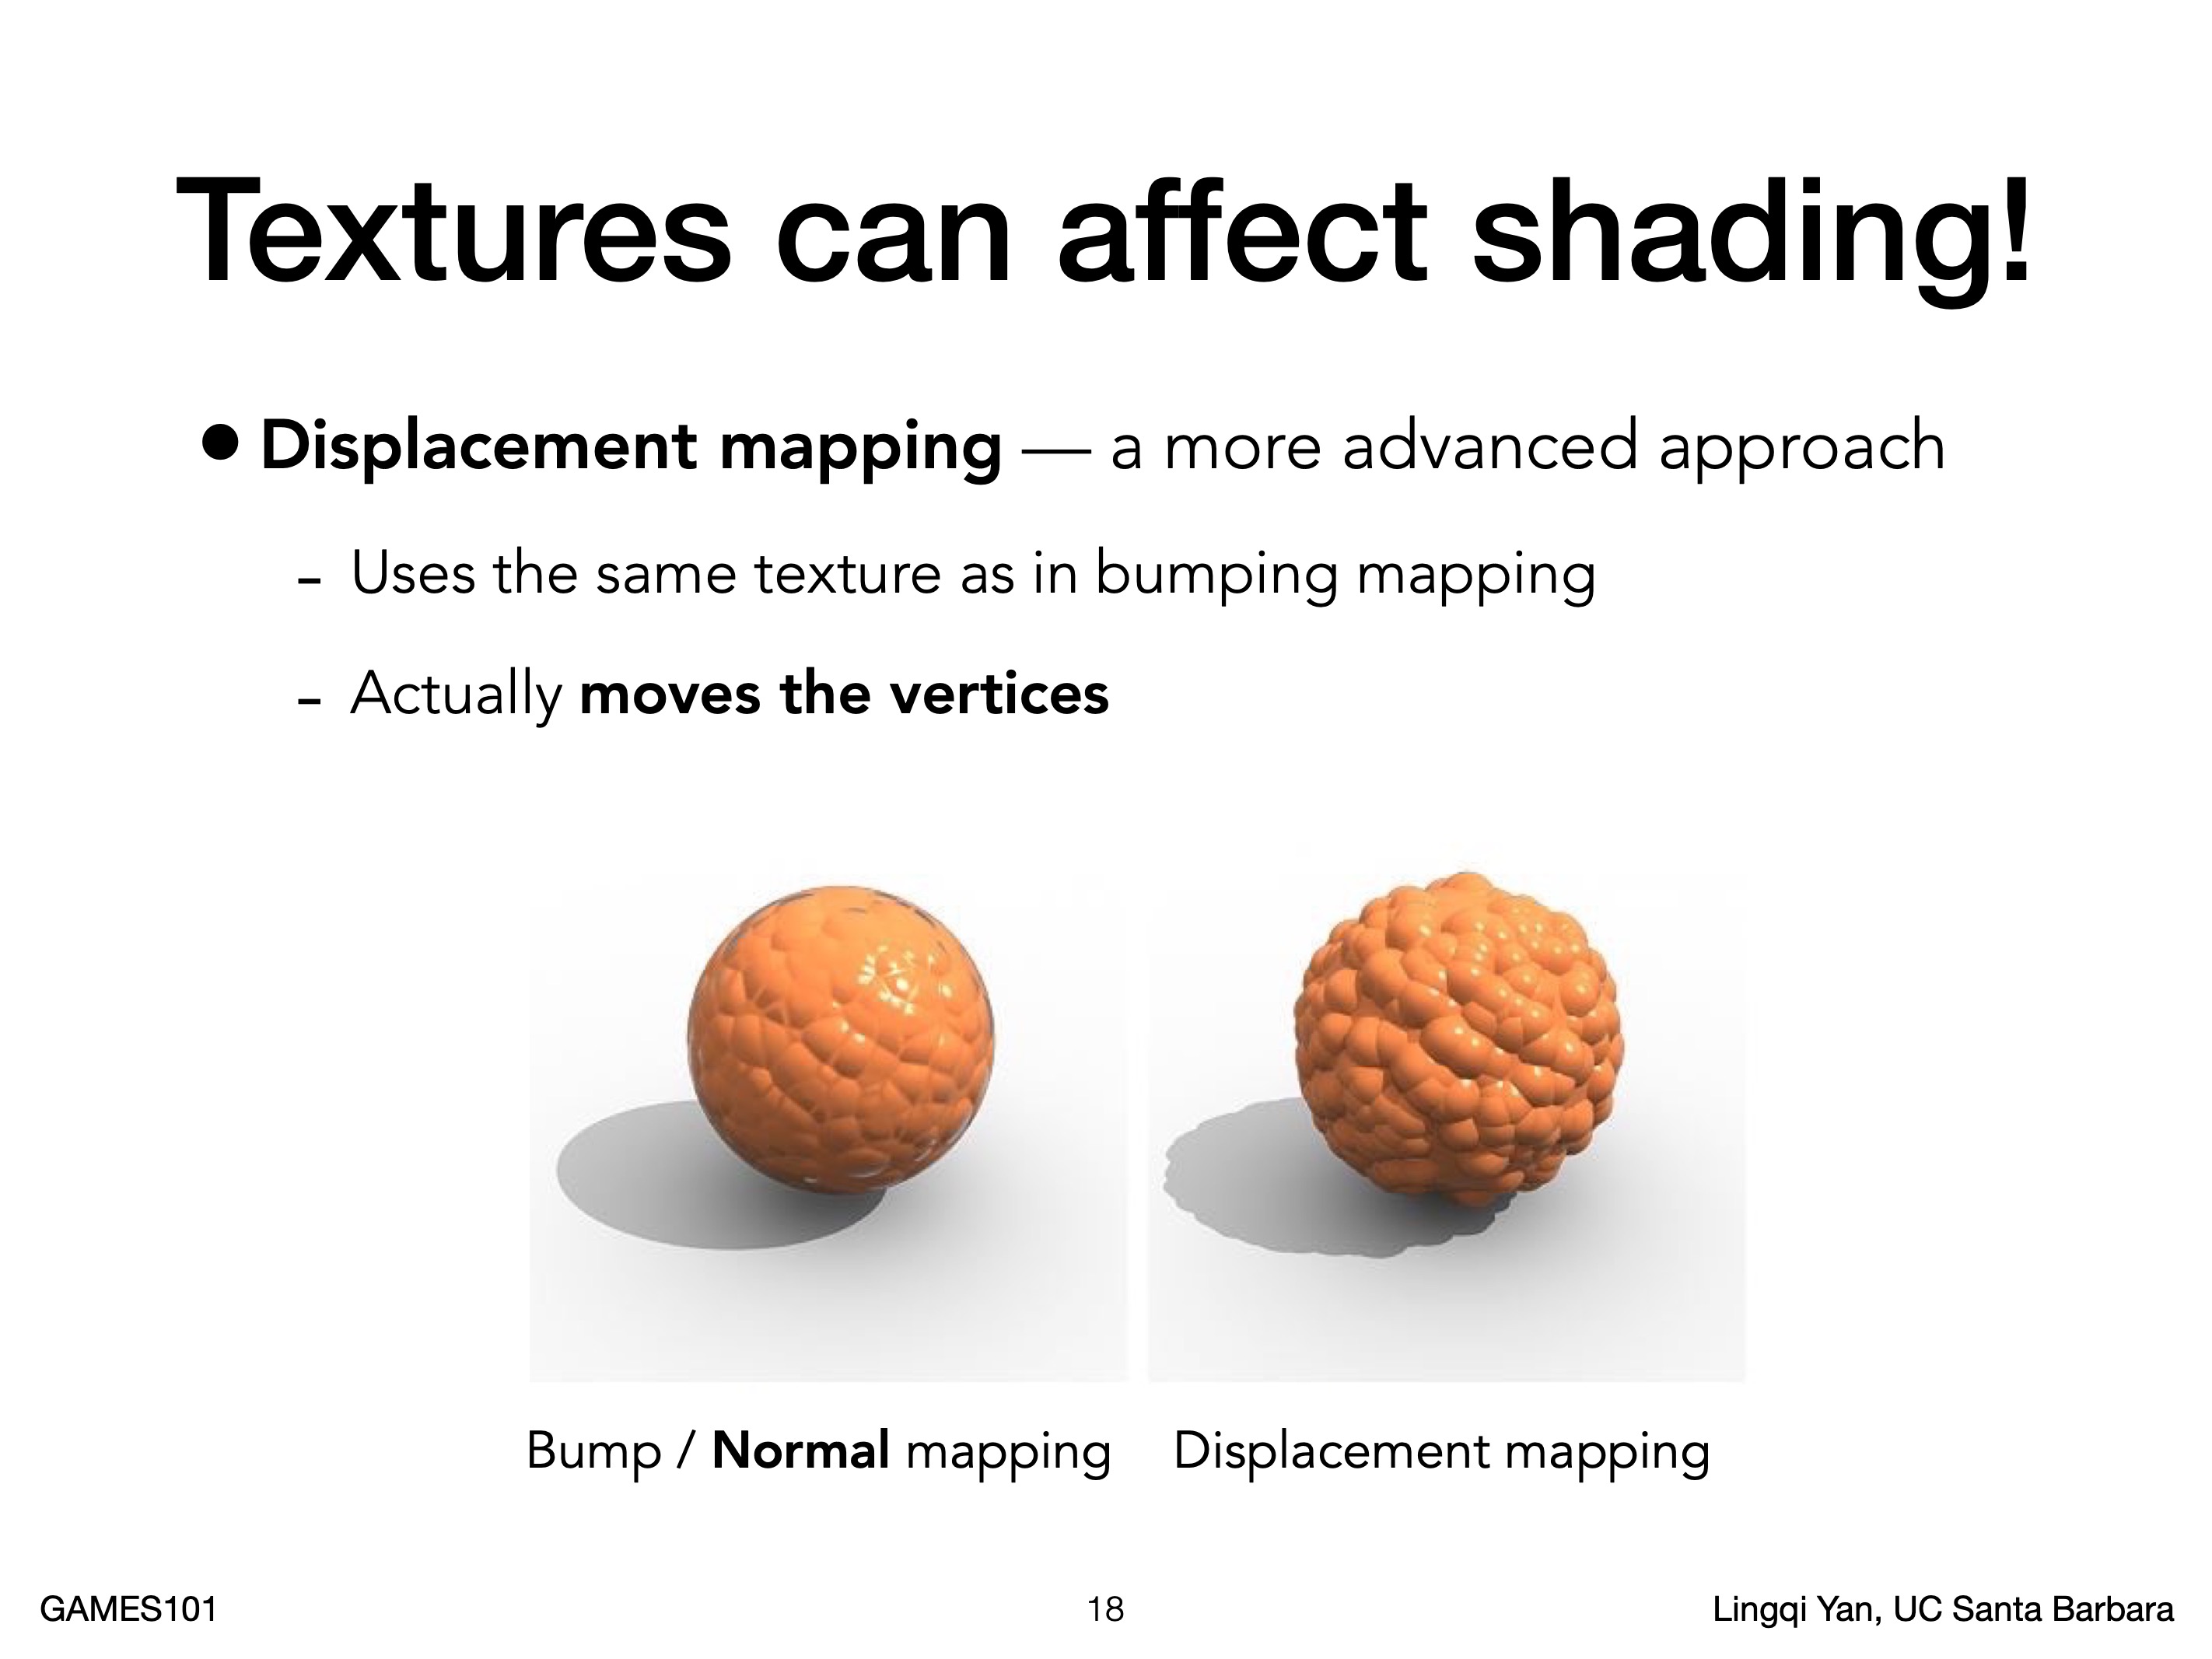 Textures can affect shading!
● Displacement mapping — a more advanced approach
- Uses the same texture as in bumping mapping
- Actually moves the vertices
Bump / Normal mapping
Displacement mapping
GAMES101
18
Lingqi Yan, UC Santa Barbara